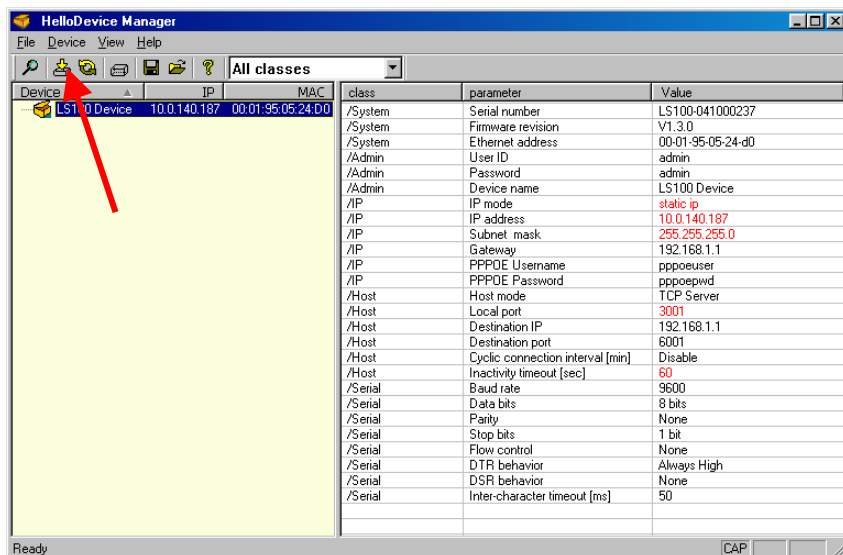 HelloDevice Manager
File Device View Help
All classes
Device IP MAC class parameter Value
LS100 Device 10.0.140.187 00:01:95:05:24:D0
/System Serial number LS100-041000237
/System Firmware revision V1.3.0
/System Ethernet address 00-01-95-05-24-d0
/Admin User ID admin
/Admin Password admin
/Admin Device name LS100 Device
/IP IP mode static ip
/IP IP address 10.0.140.187
/IP Subnet mask 255.255.255.0
/IP Gateway 192.168.1.1
/IP PPPOE Username pppoeuser
/IP PPPOE Password pppoepwd
/Host Host mode TCP Server
/Host Local port 3001
/Host Destination IP 192.168.1.1
/Host Destination port 6001
/Host Cyclic connection interval [min] Disable
/Host Inactivity timeout [sec] 60
/Serial Baud rate 9600
/Serial Data bits 8 bits
/Serial Parity None
/Serial Stop bits 1 bit
/Serial Flow control None
/Serial DTR behavior Always High
/Serial DSR behavior None
/Serial Inter-character timeout [ms] 50
Ready CAP